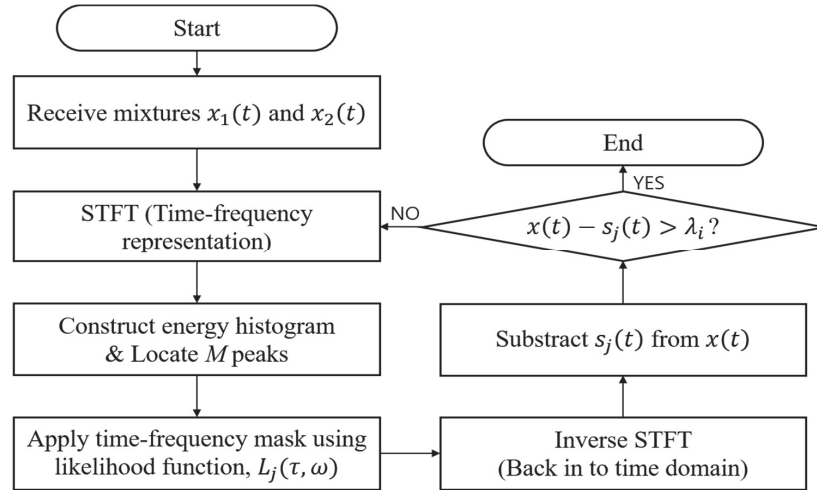 Start
Receive mixtures x₁(t) and x₂(t)
STFT (Time-frequency
representation)
Construct energy histogram
& Locate M peaks
Apply time-frequency mask using
likelihood function, Lⱼ(τ, ω)
Inverse STFT
(Back in to time domain)
Substract sⱼ(t) from x(t)
x(t) − sⱼ(t) > λᵢ ?
NO
YES
End